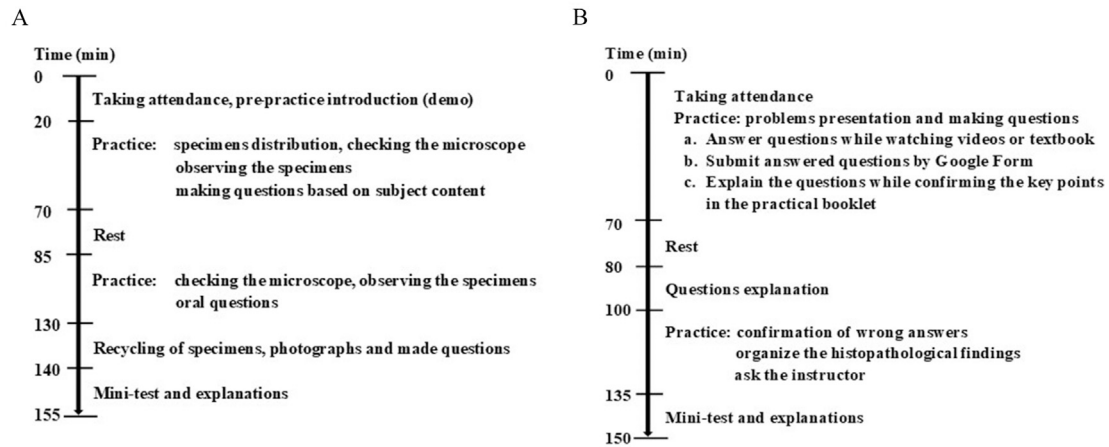 A
Time (min)
0
Taking attendance, pre-practice introduction (demo)
20
Practice: specimens distribution, checking the microscope
observing the specimens
making questions based on subject content
70
Rest
85
Practice: checking the microscope, observing the specimens
oral questions
130
Recycling of specimens, photographs and made questions
140
Mini-test and explanations
155
B
Time (min)
0
Taking attendance
Practice: problems presentation and making questions
a. Answer questions while watching videos or textbook
b. Submit answered questions by Google Form
c. Explain the questions while confirming the key points
in the practical booklet
70
Rest
80
Questions explanation
100
Practice: confirmation of wrong answers
organize the histopathological findings
ask the instructor
135
Mini-test and explanations
150